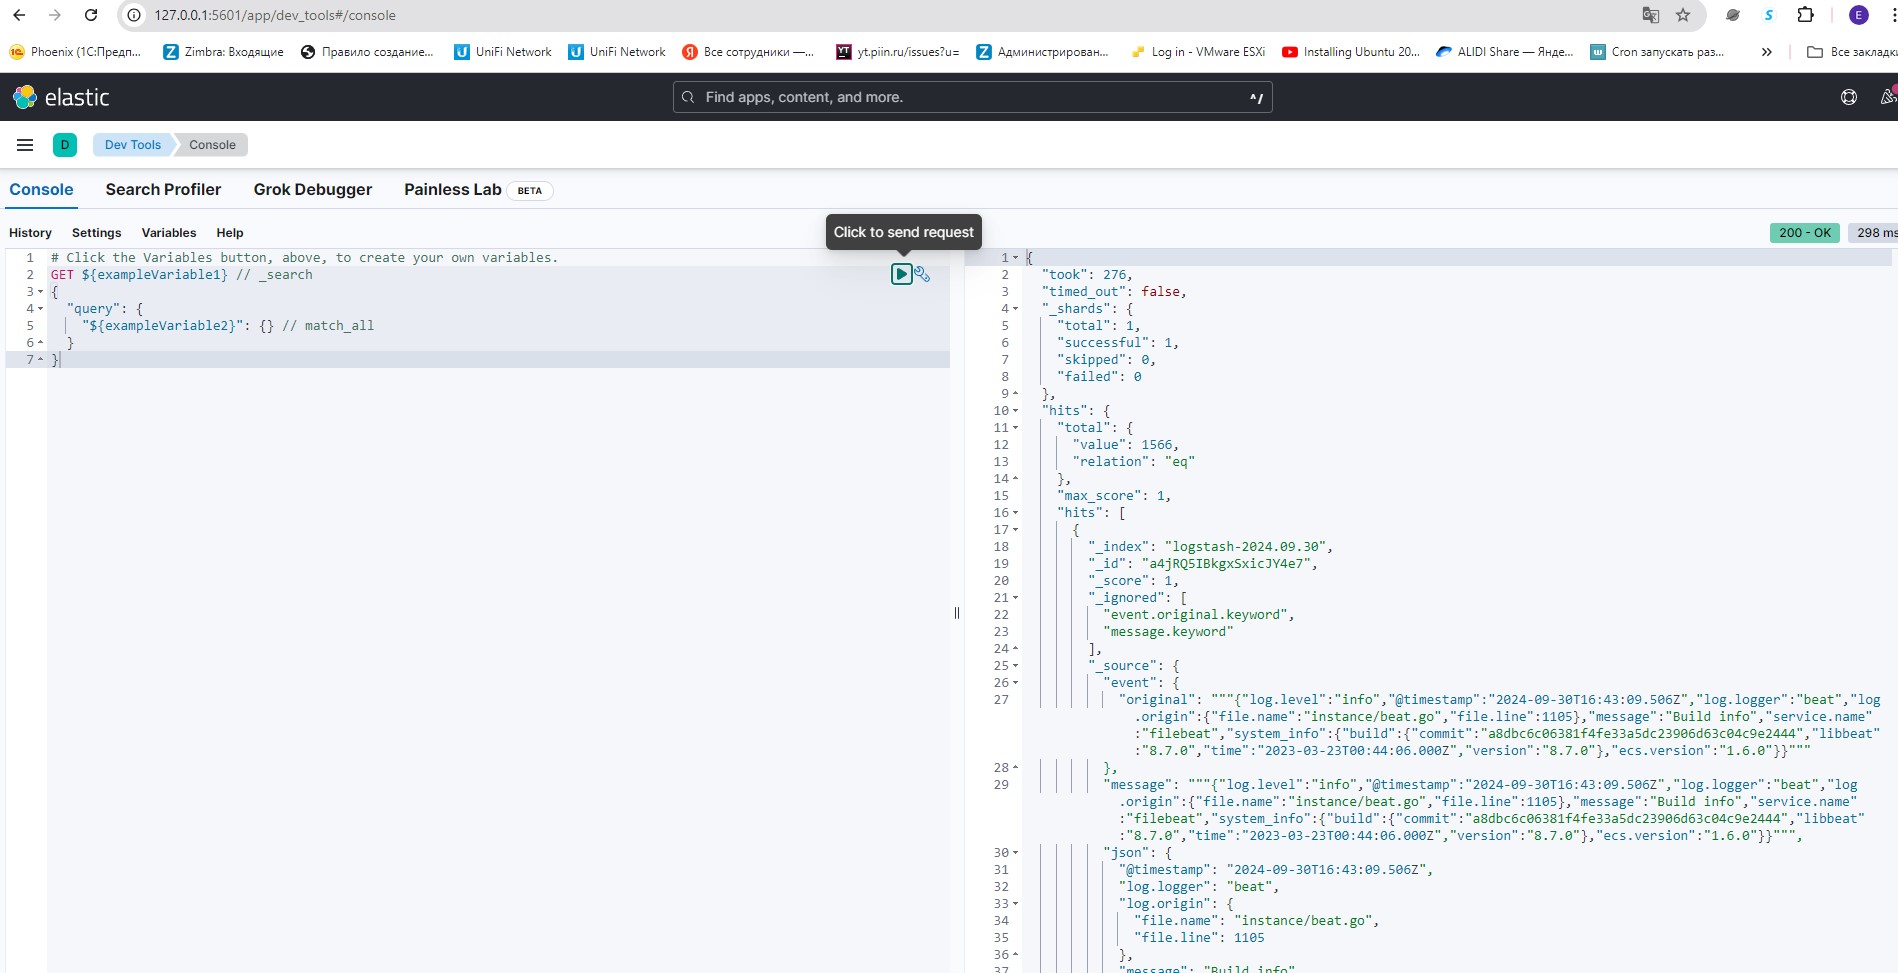 127.0.0.1:5601/app/dev_tools#/console
E
Phoenix (1С:Предп...
Zimbra: Входящие
Правило создание...
UniFi Network
UniFi Network
Все сотрудники —...
yt.piin.ru/issues?u=
Администрирован...
Log in - VMware ESXi
Installing Ubuntu 20...
ALIDI Share — Янде...
Cron запускать раз...
»
Все закладки
elastic
Find apps, content, and more.
^/
D
Dev Tools
Console
Console
Search Profiler
Grok Debugger
Painless Lab
BETA
History
Settings
Variables
Help
Click to send request
200 - OK
298 ms
1 # Click the Variables button, above, to create your own variables.
2 GET ${exampleVariable1} // _search
3 {
4 "query": {
5 "${exampleVariable2}": {} // match_all
6 }
7 }
1 {
2 "took": 276,
3 "timed_out": false,
4 "_shards": {
5 "total": 1,
6 "successful": 1,
7 "skipped": 0,
8 "failed": 0
9 },
10 "hits": {
11 "total": {
12 "value": 1566,
13 "relation": "eq"
14 },
15 "max_score": 1,
16 "hits": [
17 {
18 "_index": "logstash-2024.09.30",
19 "_id": "a4jRQ5IBkgxSxicJY4e7",
20 "_score": 1,
21 "_ignored": [
22 "event.original.keyword",
23 "message.keyword"
24 ],
25 "_source": {
26 "event": {
27 "original": """{"log.level":"info","@timestamp":"2024-09-30T16:43:09.506Z","log.logger":"beat","log
.origin":{"file.name":"instance/beat.go","file.line":1105},"message":"Build info","service.name"
:"filebeat","system_info":{"build":{"commit":"a8dbc6c06381f4fe33a5dc23906d63c04c9e2444","libbeat"
:"8.7.0","time":"2023-03-23T00:44:06.000Z","version":"8.7.0"},"ecs.version":"1.6.0"}}"""
28 },
29 "message": """{"log.level":"info","@timestamp":"2024-09-30T16:43:09.506Z","log.logger":"beat","log
.origin":{"file.name":"instance/beat.go","file.line":1105},"message":"Build info","service.name"
:"filebeat","system_info":{"build":{"commit":"a8dbc6c06381f4fe33a5dc23906d63c04c9e2444","libbeat"
:"8.7.0","time":"2023-03-23T00:44:06.000Z","version":"8.7.0"},"ecs.version":"1.6.0"}}""",
30 "json": {
31 "@timestamp": "2024-09-30T16:43:09.506Z",
32 "log.logger": "beat",
33 "log.origin": {
34 "file.name": "instance/beat.go",
35 "file.line": 1105
36 },
37 "message": "Build info"